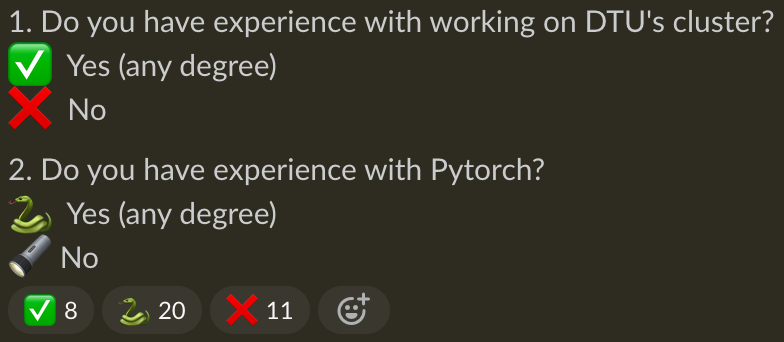 1. Do you have experience with working on DTU's cluster?
✅ Yes (any degree)
❌ No
2. Do you have experience with Pytorch?
🐍 Yes (any degree)
🔦 No
✅ 8 🐍 20 ❌ 11